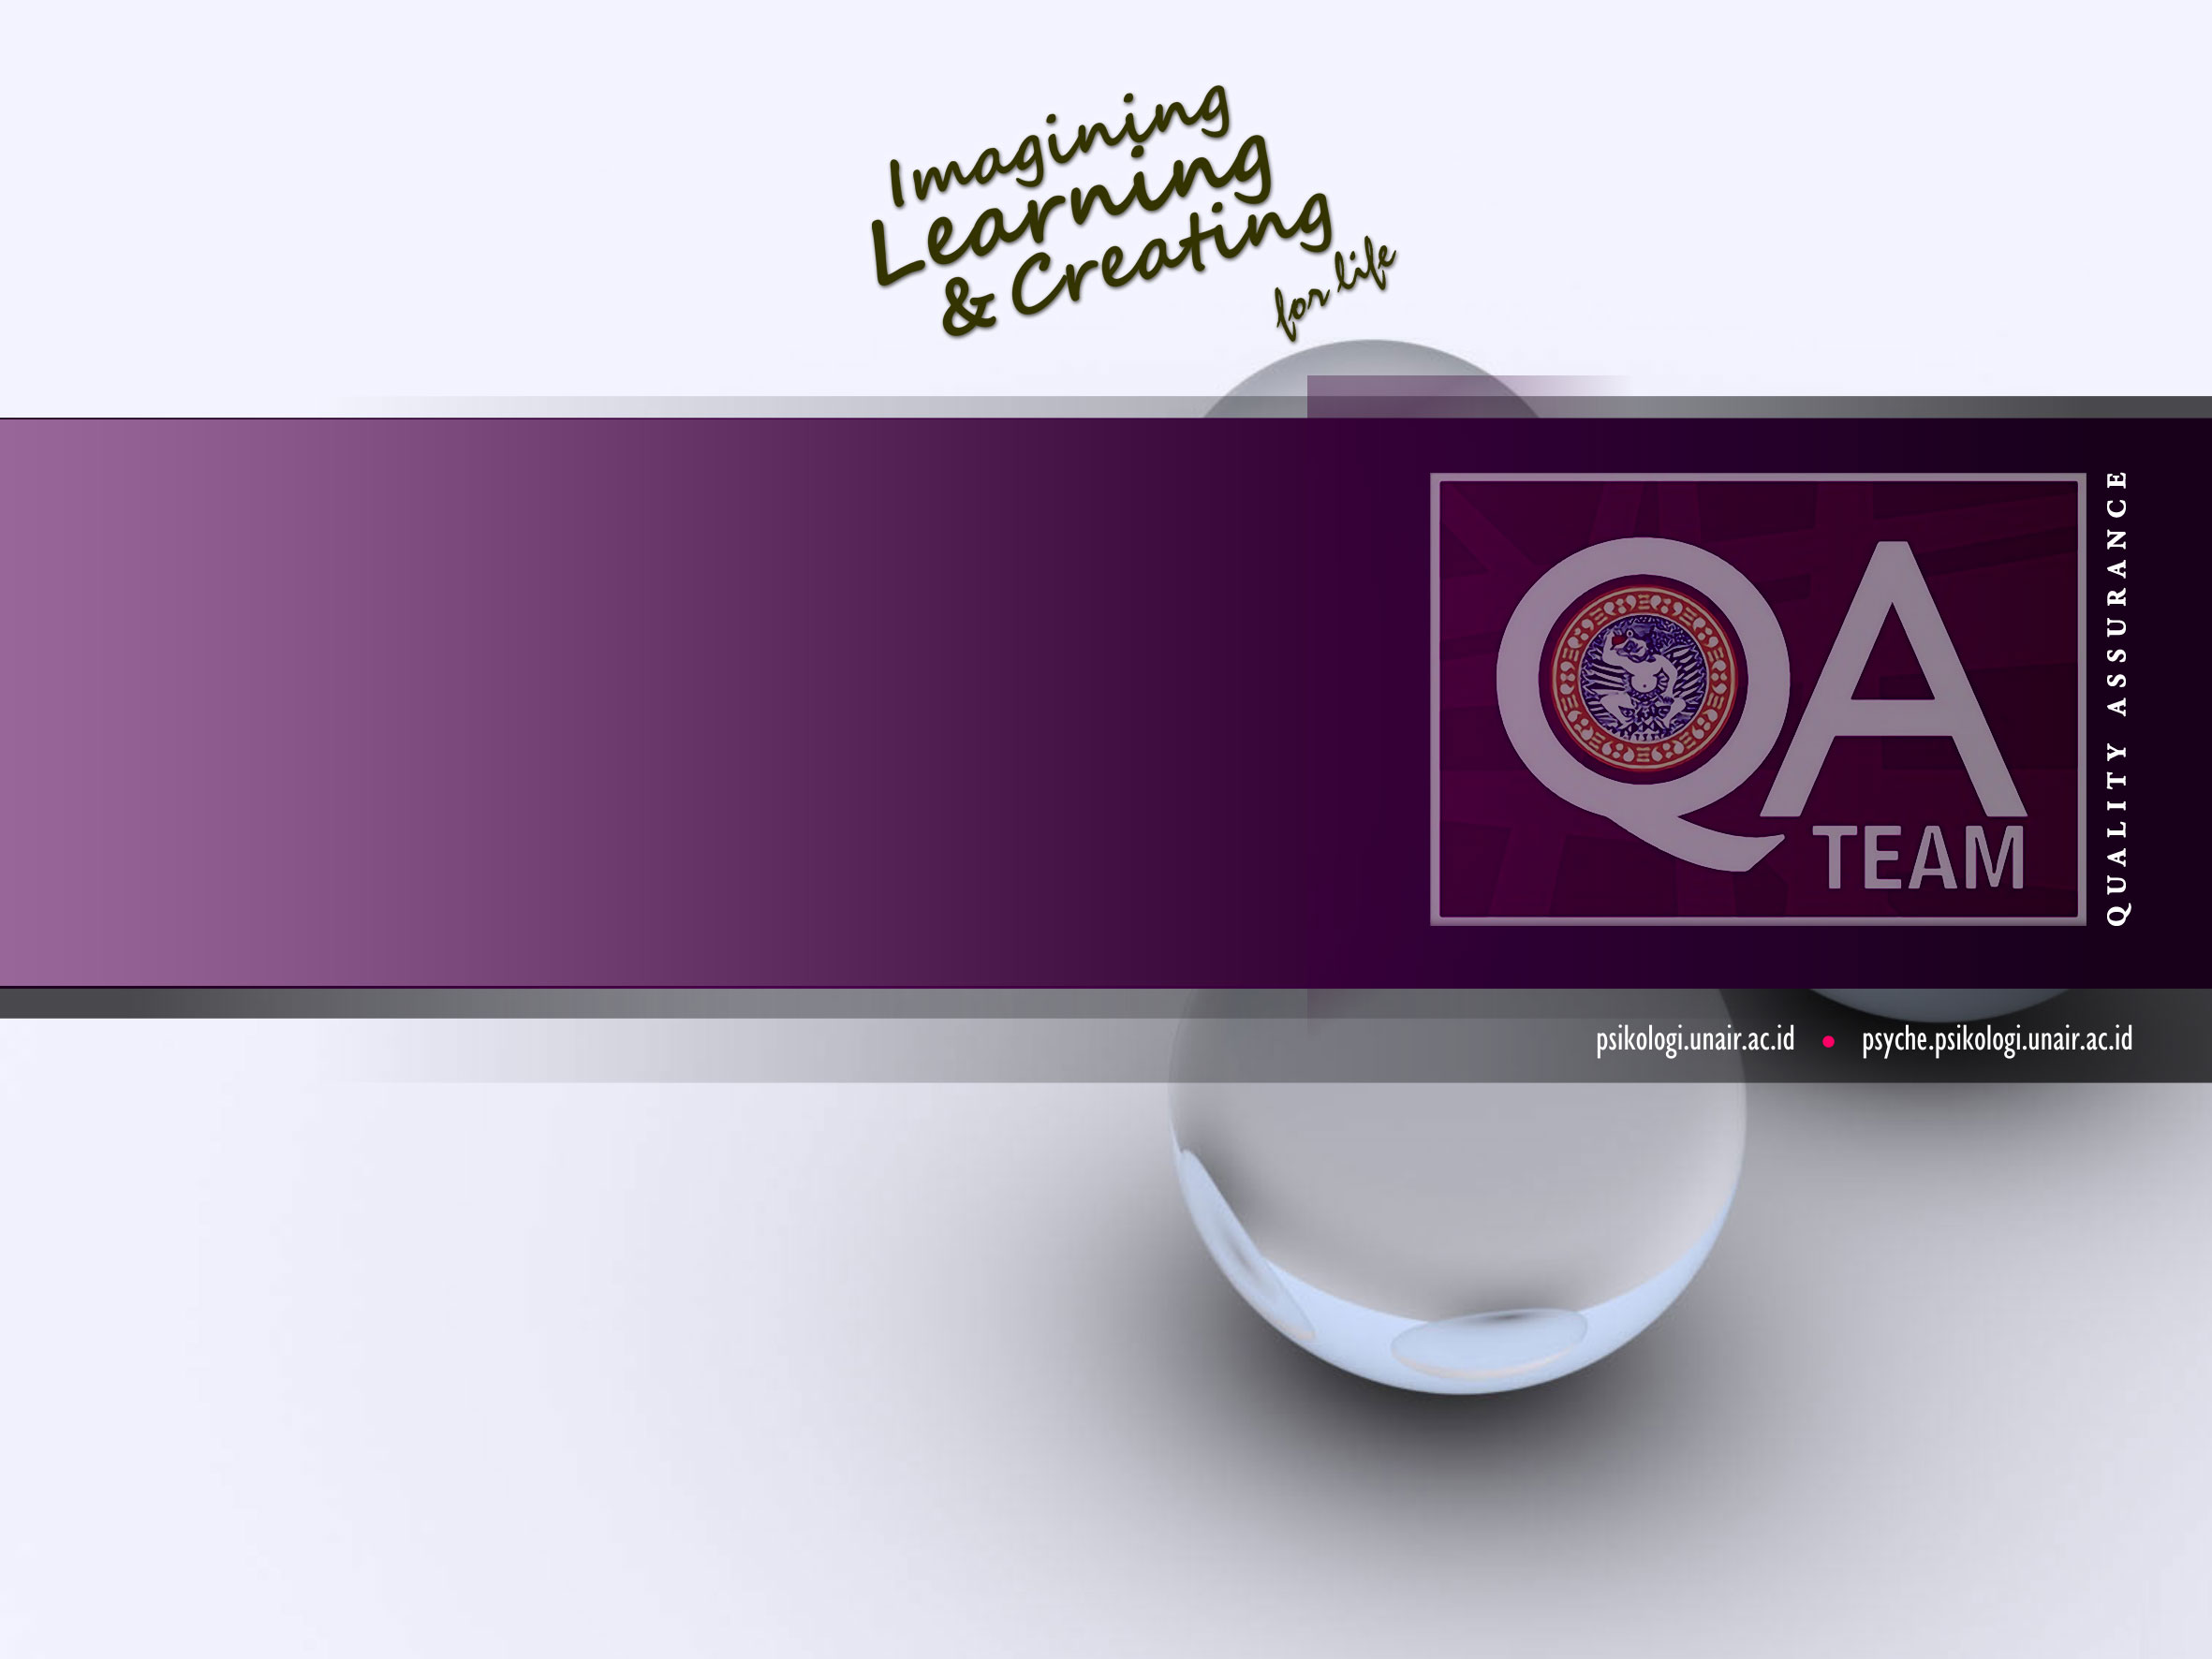 Imagining
Learning
& Creating
for life
QA
TEAM
QUALITY ASSURANCE
psikologi.unair.ac.id • psyche.psikologi.unair.ac.id